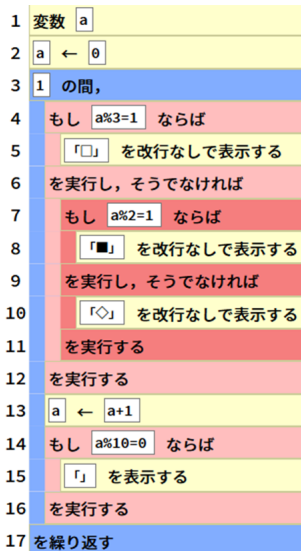 1 変数 a
2 a ← 0
3 1 の間，
4 もし a%3=1 ならば
5 「□」 を改行なしで表示する
6 を実行し，そうでなければ
7 もし a%2=1 ならば
8 「■」 を改行なしで表示する
9 を実行し，そうでなければ
10 「◇」 を改行なしで表示する
11 を実行する
12 を実行する
13 a ← a+1
14 もし a%10=0 ならば
15 「」 を表示する
16 を実行する
17 を繰り返す